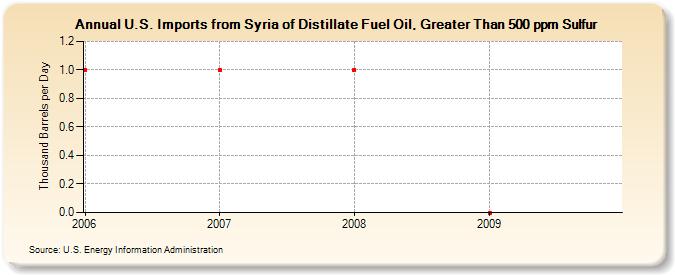 Annual U.S. Imports from Syria of Distillate Fuel Oil, Greater Than 500 ppm Sulfur
Thousand Barrels per Day
1.2
1.0
0.8
0.6
0.4
0.2
0.0
2006 2007 2008 2009
Source: U.S. Energy Information Administration